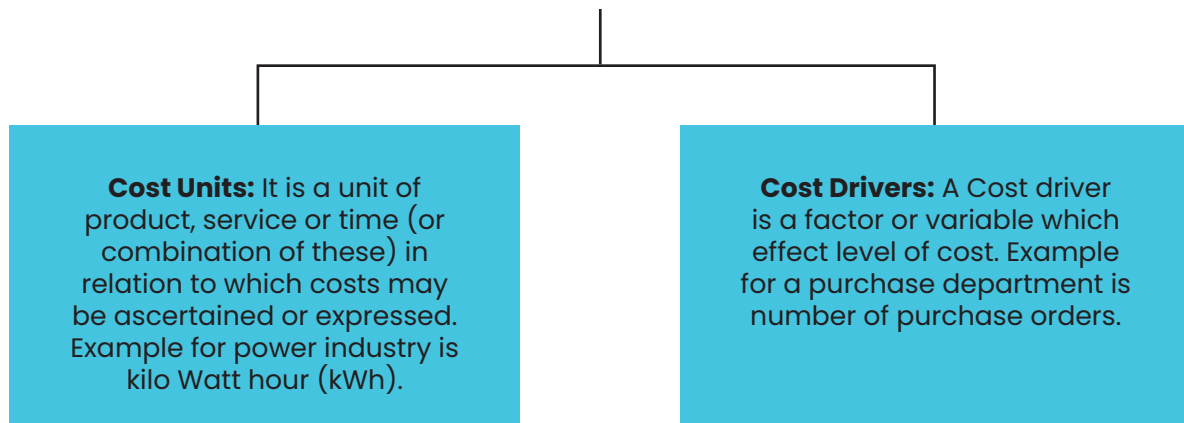 Cost Units: It is a unit of
product, service or time (or
combination of these) in
relation to which costs may
be ascertained or expressed.
Example for power industry is
kilo Watt hour (kWh).
Cost Drivers: A Cost driver
is a factor or variable which
effect level of cost. Example
for a purchase department is
number of purchase orders.